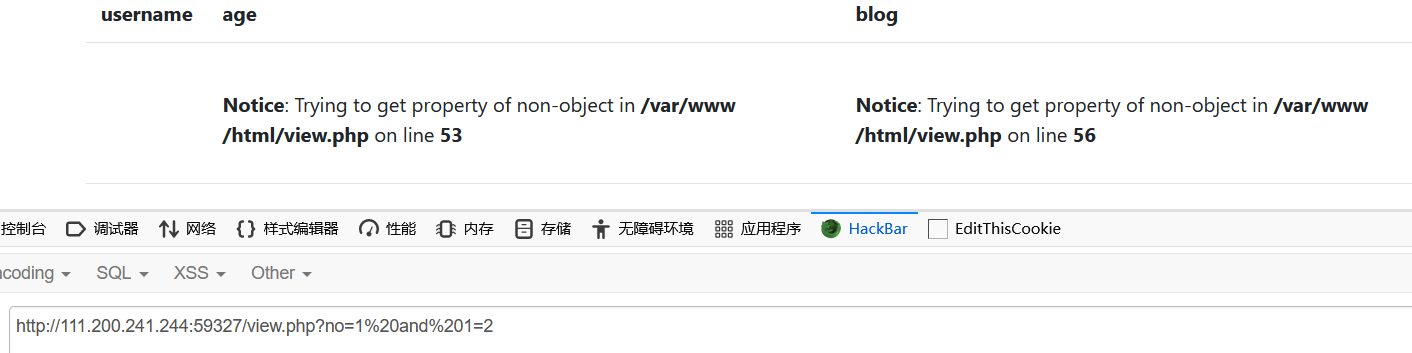 username age blog
Notice: Trying to get property of non-object in /var/www
/html/view.php on line 53
Notice: Trying to get property of non-object in /var/www
/html/view.php on line 56
控制台 调试器 网络 样式编辑器 性能 内存 存储 无障碍环境 应用程序 HackBar EditThisCookie
ncoding SQL XSS Other
http://111.200.241.244:59327/view.php?no=1%20and%201=2